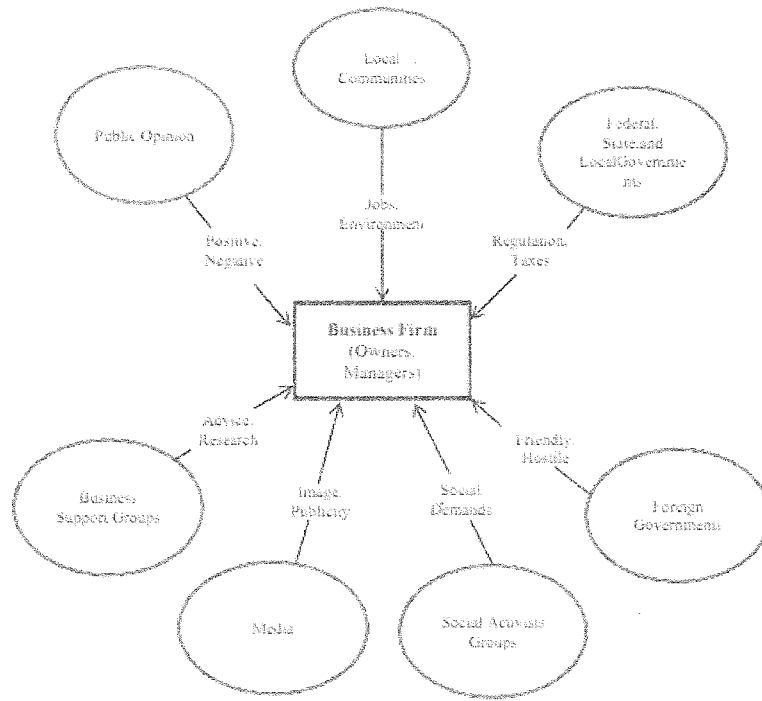 Local
Communities
Public Opinion
Federal,
State and
LocalGovernme
nts
Jobs,
Environment
Positive,
Negative
Regulation,
Taxes
Business Firm
(Owners,
Managers)
Advice,
Research
Friendly,
Hostile
Image,
Publicity
Social
Demands
Business
Support Groups
Foreign
Governments
Media
Social Activists
Groups